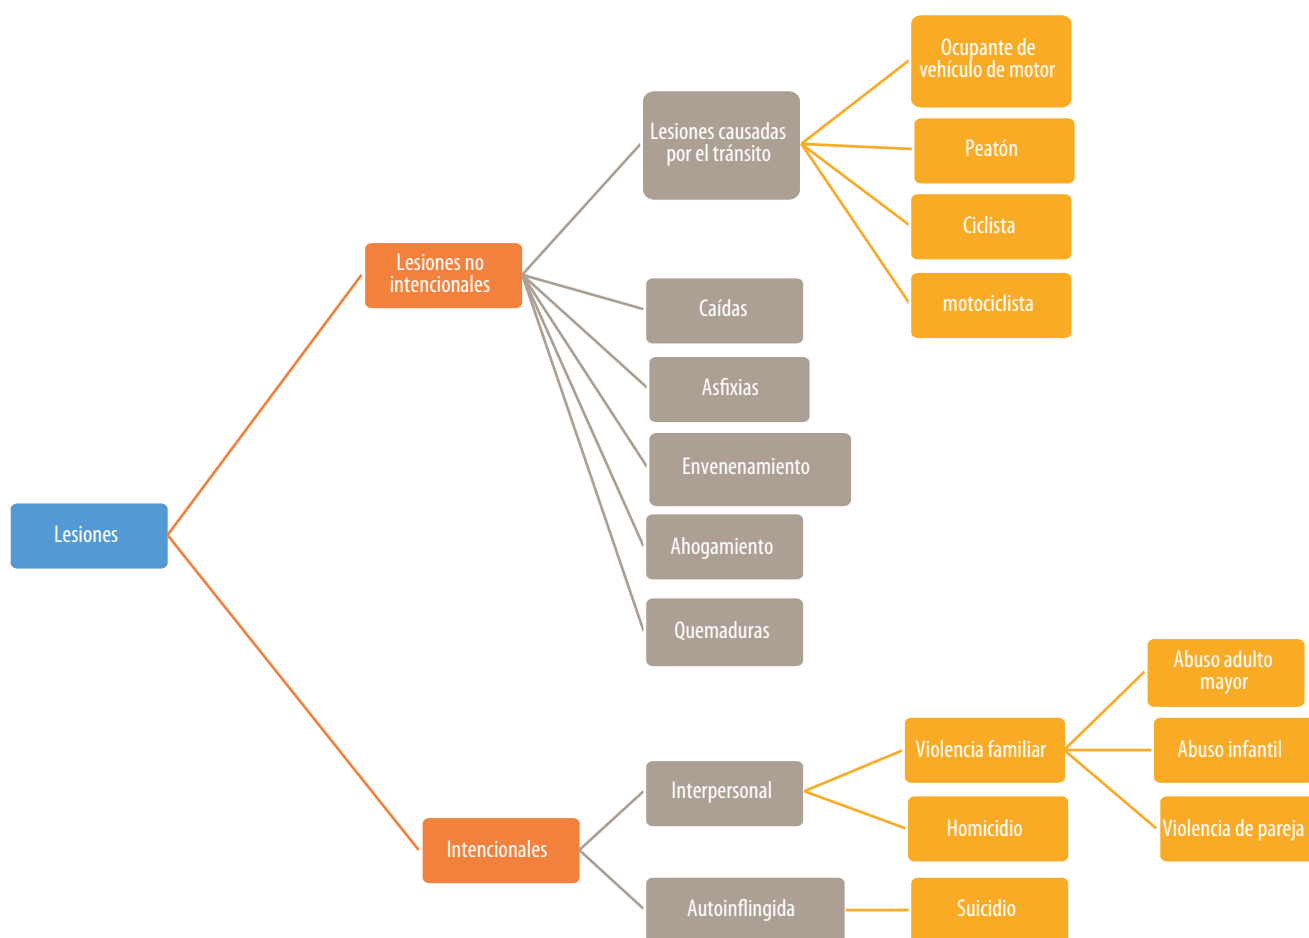 Ocupante de
vehículo de motor
Lesiones causadas
por el tránsito
Peatón
Ciclista
Lesiones no
intencionales
motociclista
Caídas
Asfixias
Envenenamiento
Lesiones
Ahogamiento
Quemaduras
Abuso adulto
mayor
Violencia familiar
Abuso infantil
Interpersonal
Homicidio
Violencia de pareja
Intencionales
Autoinflingida
Suicidio